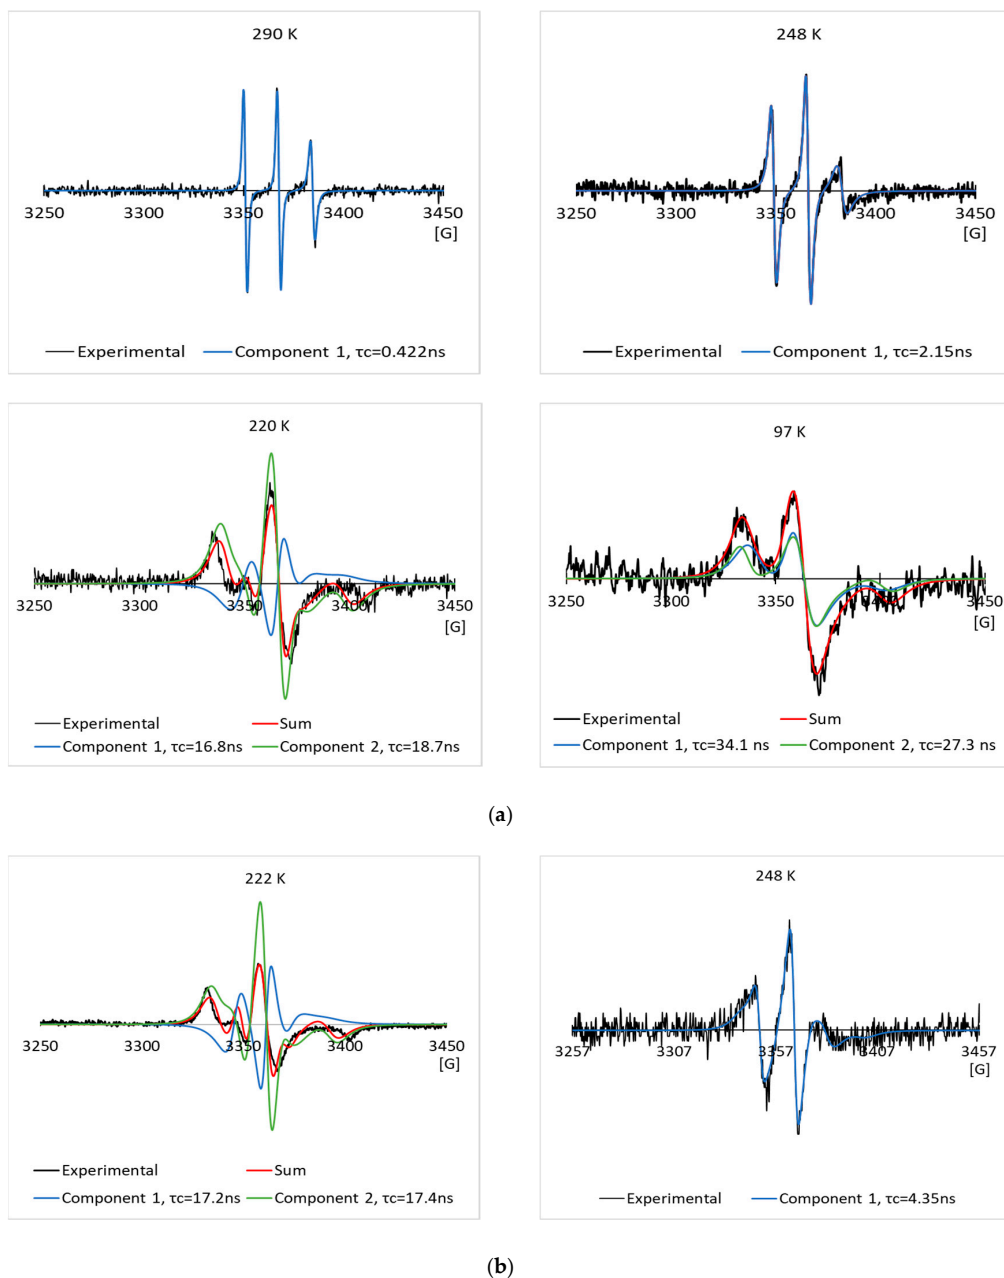 290 K
3250 3300 3350 3400 3450
[G]
Experimental Component 1, τc=0.422ns
248 K
3250 3300 3350 3400 3450
[G]
Experimental Component 1, τc=2.15ns
220 K
3250 3300 3350 3400 3450
[G]
Experimental Sum
Component 1, τc=16.8ns Component 2, τc=18.7ns
97 K
3250 3300 3350 3400 3450
[G]
Experimental Sum
Component 1, τc=34.1 ns Component 2, τc=27.3 ns
(a)
222 K
3250 3300 3350 3400 3450
[G]
Experimental Sum
Component 1, τc=17.2ns Component 2, τc=17.4ns
248 K
3257 3307 3357 3407 3457
[G]
Experimental Component 1, τc=4.35ns
(b)